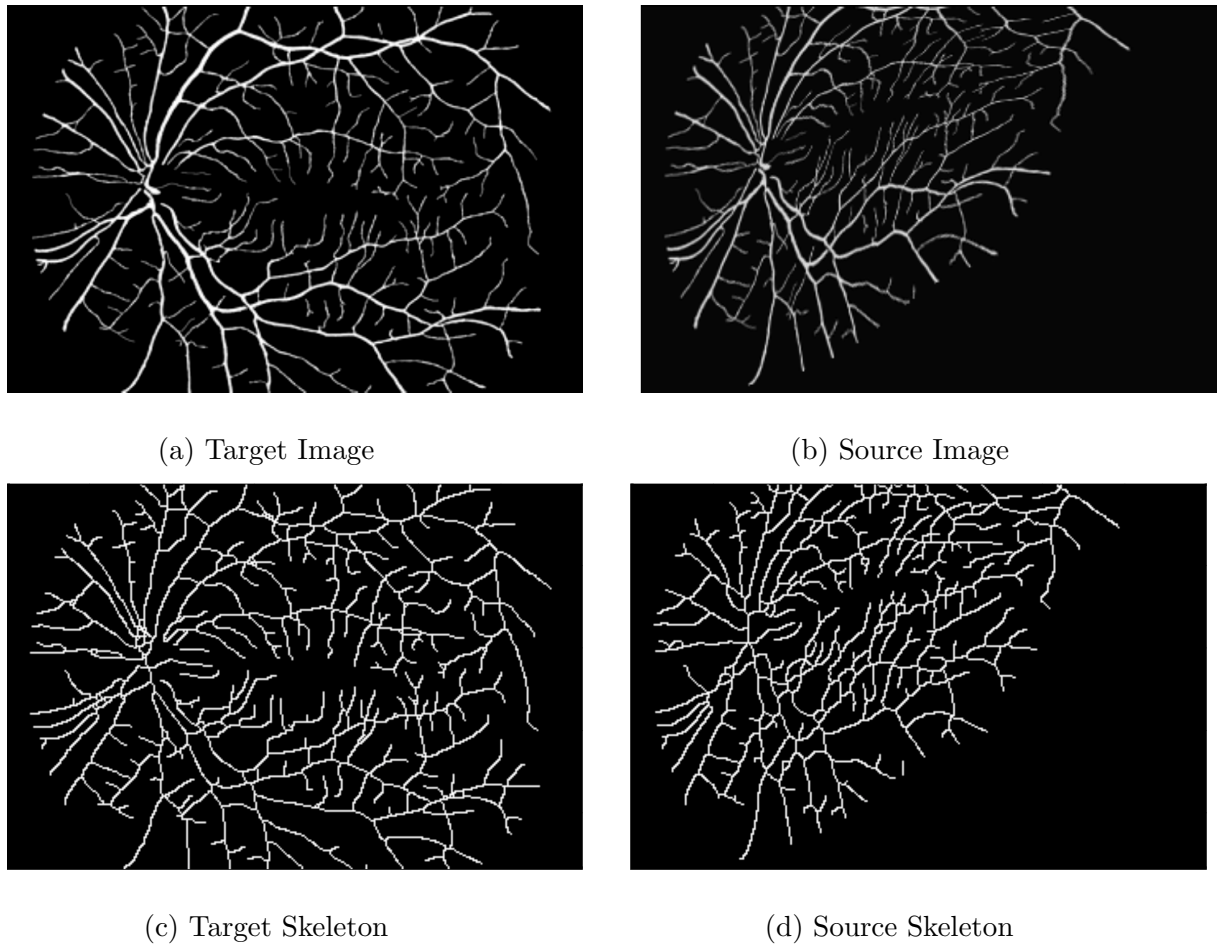 (a) Target Image
(b) Source Image
(c) Target Skeleton
(d) Source Skeleton